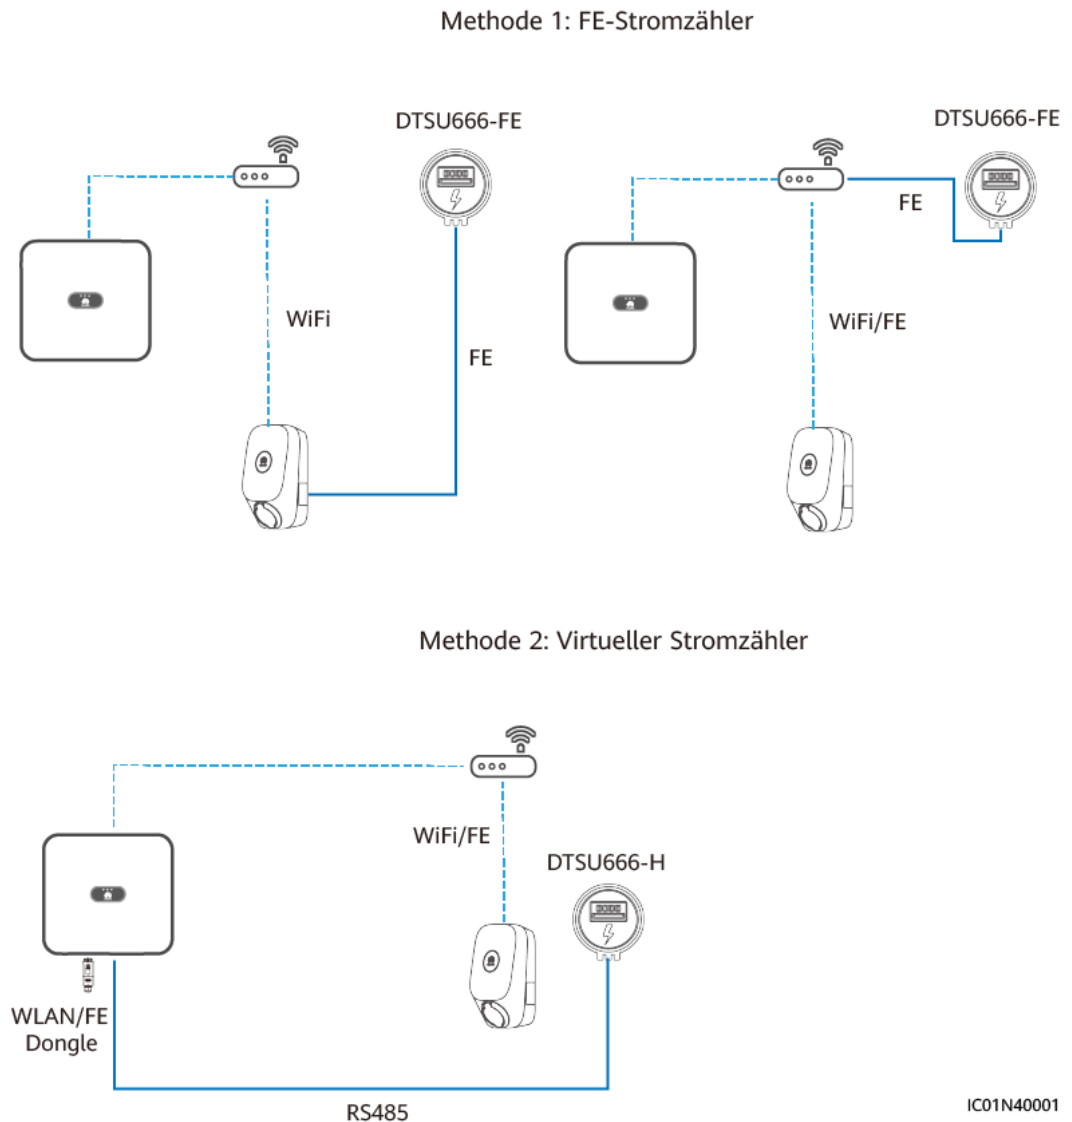 Methode 1: FE-Stromzähler
DTSU666-FE
DTSU666-FE
FE
WiFi
WiFi/FE
FE
Methode 2: Virtueller Stromzähler
WiFi/FE
DTSU666-H
WLAN/FE
Dongle
RS485
IC01N40001